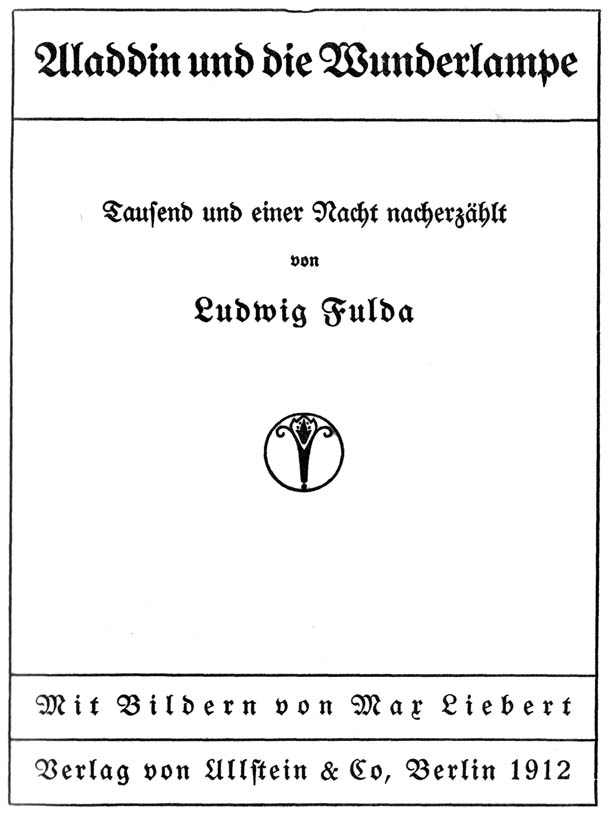 Aladdin und die Wunderlampe
Tausend und einer Nacht nacherzählt
von
Ludwig Fulda
Mit Bildern von Max Liebert
Verlag von Ullstein & Co, Berlin 1912